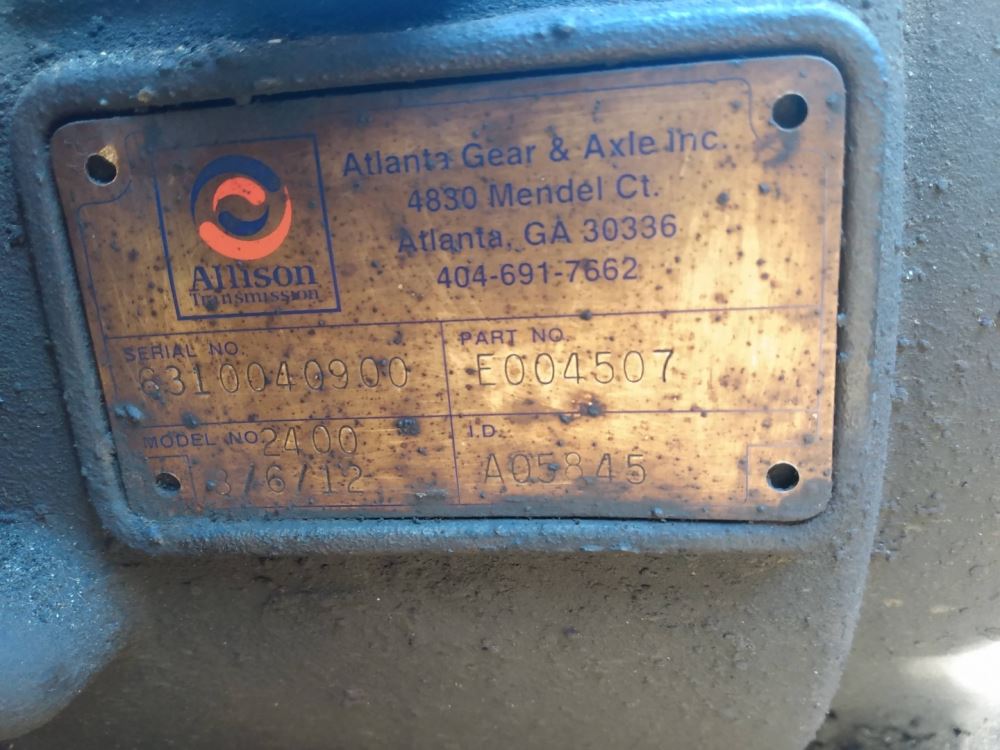 Allison
Transmission
Atlanta Gear & Axle Inc.
4830 Mendel Ct.
Atlanta, GA 30336
404-691-7662
SERIAL NO.
6310040900
PART NO.
E004507
MODEL NO 2400
3/6/12
I.D.
A05845